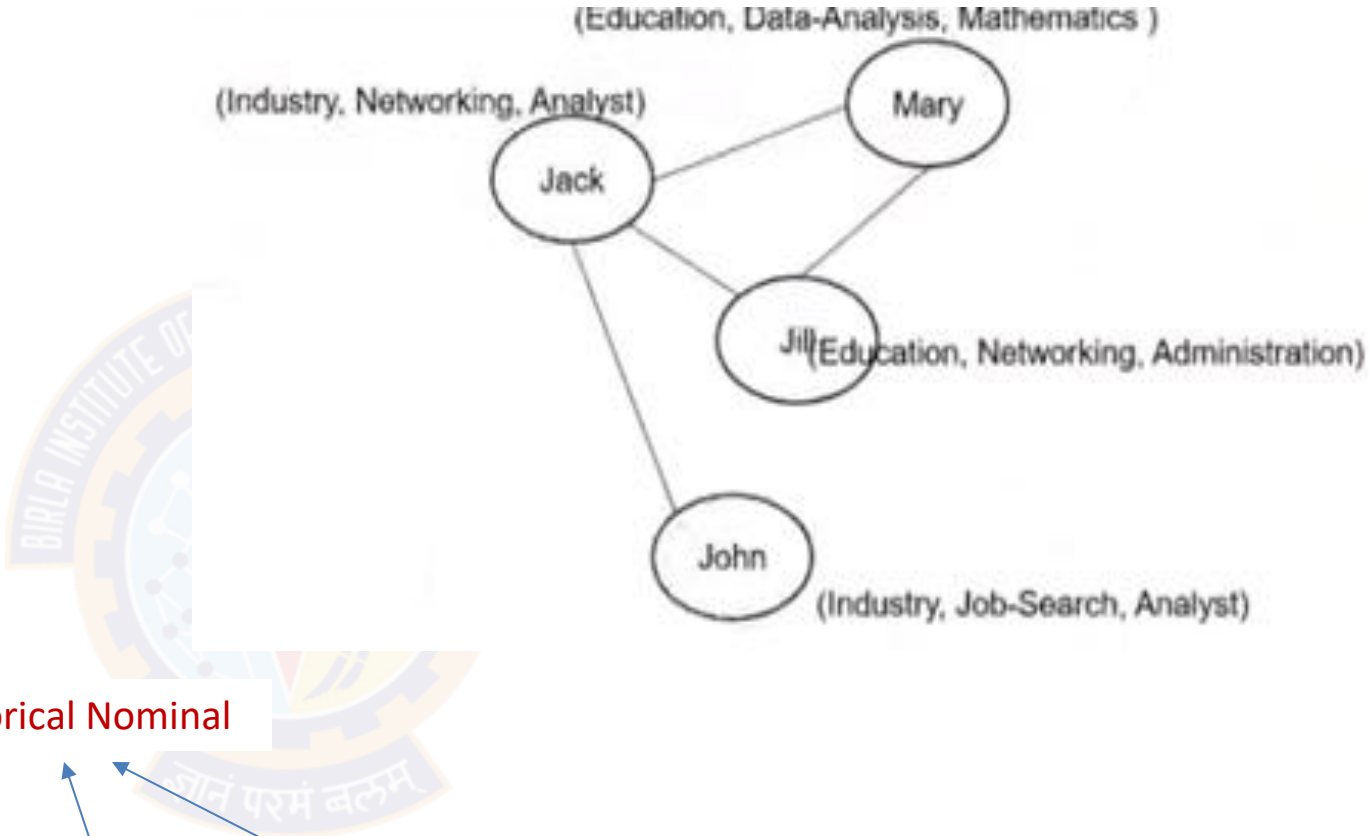 (Education, Data-Analysis, Mathematics )
(Industry, Networking, Analyst)
Mary
Jack
Jill
(Education, Networking, Administration)
John
(Industry, Job-Search, Analyst)
BIRLA INSTITUTE OF
orical Nominal
ज्ञानं परमं बलम्